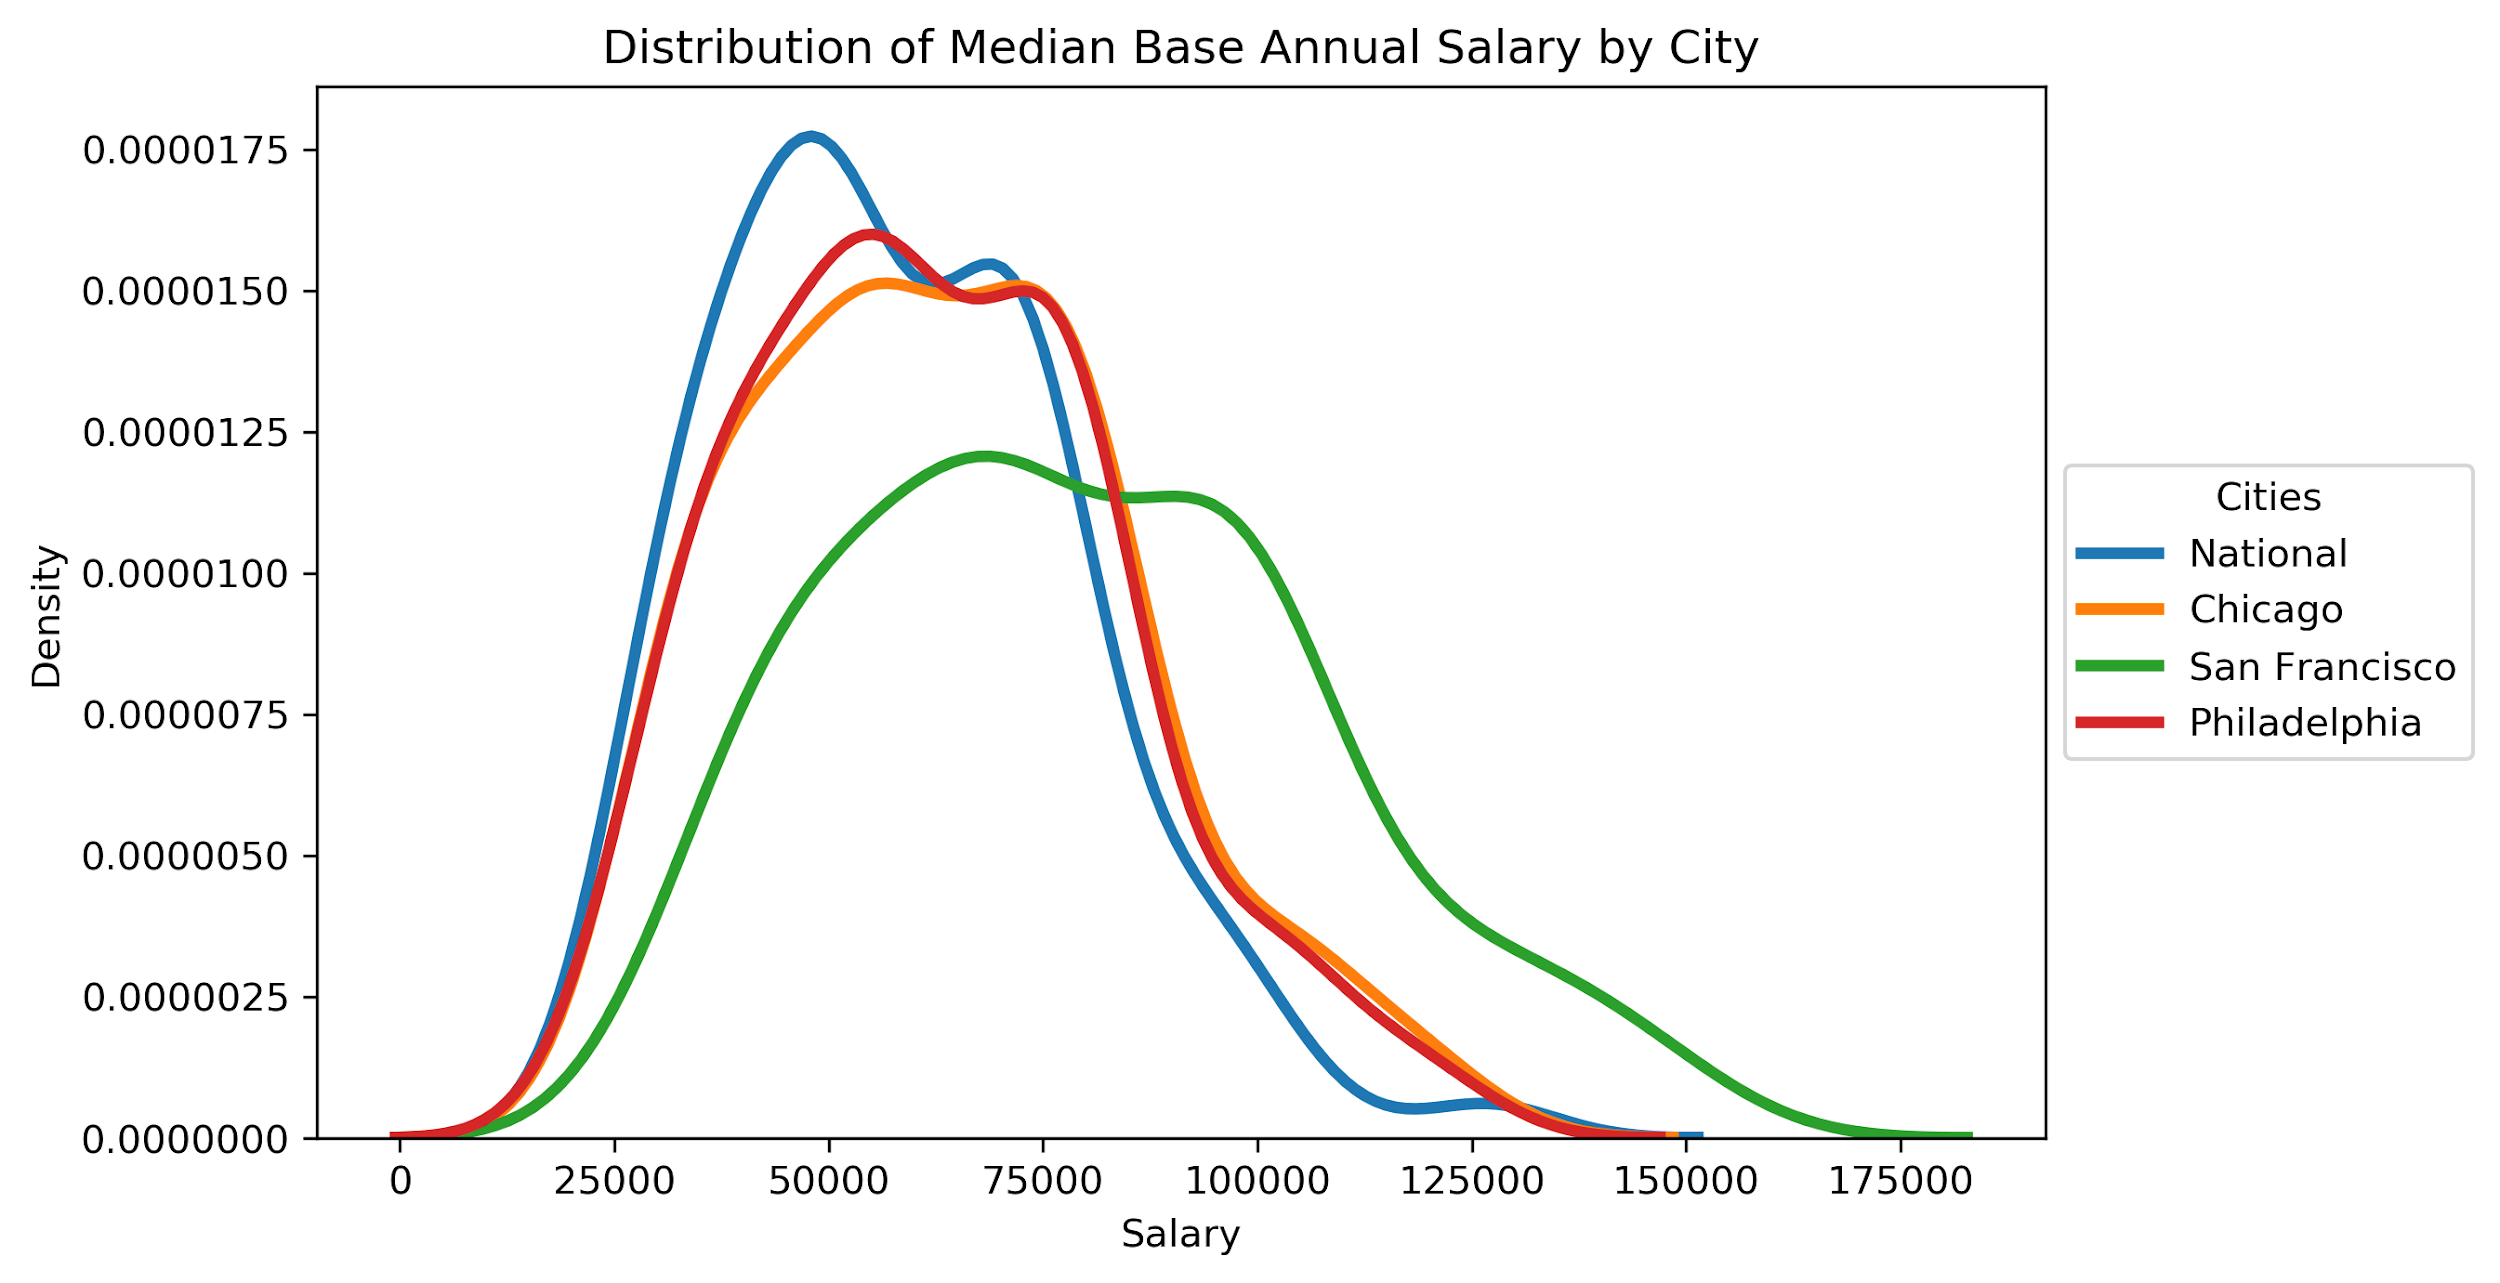 Distribution of Median Base Annual Salary by City
Density
0.0000175
0.0000150
0.0000125
0.0000100
0.0000075
0.0000050
0.0000025
0.0000000
0 25000 50000 75000 100000 125000 150000 175000
Salary
Cities
National
Chicago
San Francisco
Philadelphia